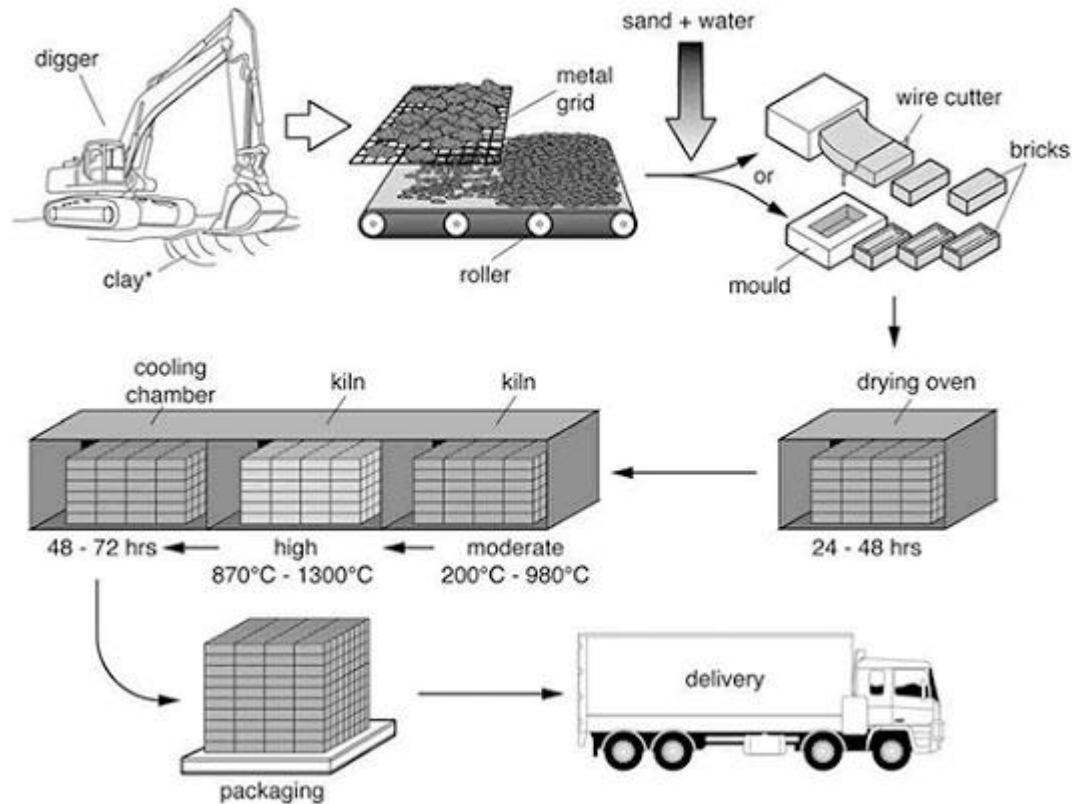 digger
clay*
metal
grid
roller
sand + water
or
wire cutter
bricks
mould
drying oven
24 - 48 hrs
kiln
moderate
200°C - 980°C
kiln
high
870°C - 1300°C
cooling
chamber
48 - 72 hrs
packaging
delivery